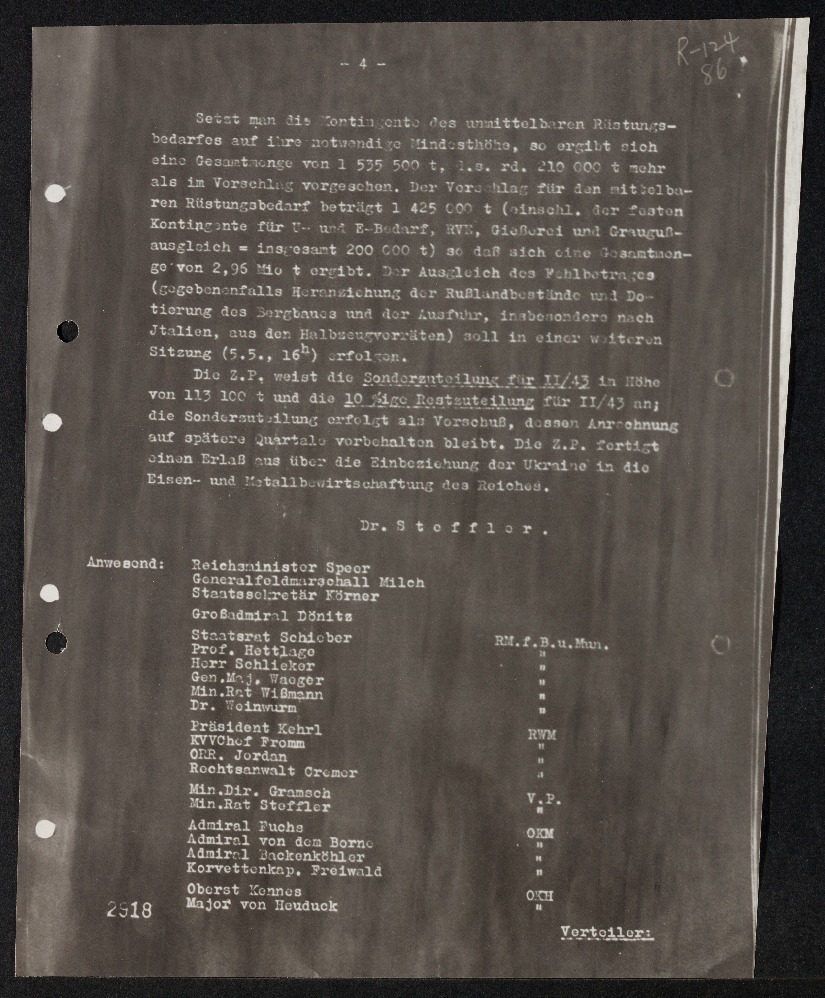 - 4 -
R-124
86
Setzt man die Kontingente des unmittelbaren Rüstungs-
bedarfes auf ihre notwendige Mindesthöhe, so ergibt sich
eine Gesamtmenge von 1 535 500 t, d.s. rd. 210 000 t mehr
als im Vorschlag vorgesehen. Der Vorschlag für den mittelba-
ren Rüstungsbedarf beträgt 1 425 000 t (einschl. der festen
Kontingente für U- und E-Bedarf, RVE, Gießerei und Grauguß-
ausgleich = insgesamt 200 000 t) so daß sich eine Gesamtmen-
ge von 2,96 Mio t ergibt. Der Ausgleich des Fehlbetrages
(gegebenenfalls Heranziehung der Rußlandbestände und Do-
tierung des Bergbaues und der Ausfuhr, insbesondere nach
Jtalien, aus den Halbzeugvorräten) soll in einer weiteren
Sitzung (5.5., 16h) erfolgen.
Die Z.P. weist die Sonderzuteilung für II/43 in Höhe
von 113 100 t und die 10 %ige Restzuteilung für II/43 an;
die Sonderzuteilung erfolgt als Vorschuß, dessen Anrechnung
auf spätere Quartale vorbehalten bleibt. Die Z.P. fertigt
einen Erlaß aus über die Einbeziehung der Ukraine in die
Eisen- und Metallbewirtschaftung des Reiches.
Dr. S t e f f l e r .
Anwesend: Reichsminister Speer
Generalfeldmarschall Milch
Staatssekretär Körner
Großadmiral Dönitz
Staatsrat Schieber RM.f.B.u.Mun.
Prof. Hettlage "
Herr Schlieker "
Gen.Maj. Waeger "
Min.Rat Wißmann "
Dr. Weinwurm "
Präsident Kehrl RWM
KVVChef Fromm "
ORR. Jordan "
Rechtsanwalt Cremer "
Min.Dir. Gramsch V.P.
Min.Rat Steffler "
Admiral Fuchs OKM
Admiral von dem Borne "
Admiral Backenköhler "
Korvettenkap. Freiwald "
Oberst Kennes OKH
Major von Heuduck "
2918
Verteiler: